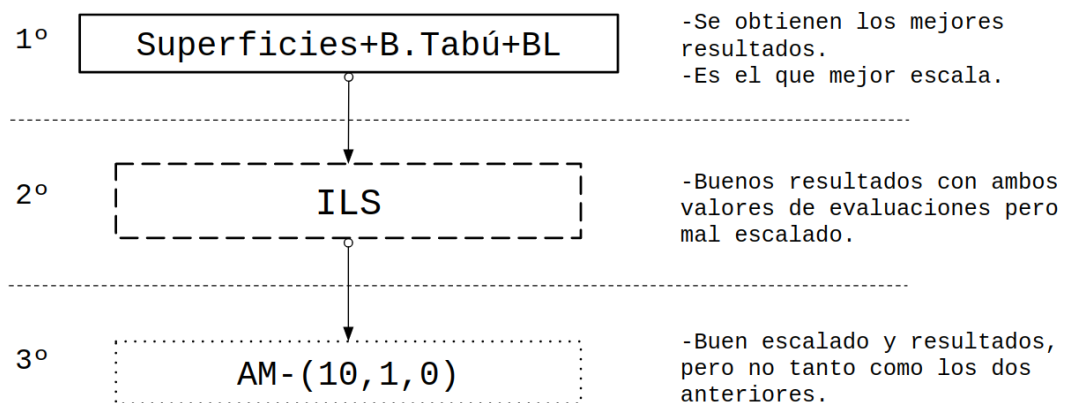 1º
Superficies+B.Tabú+BL
-Se obtienen los mejores
resultados.
-Es el que mejor escala.
2º
ILS
-Buenos resultados con ambos
valores de evaluaciones pero
mal escalado.
3º
AM-(10,1,0)
-Buen escalado y resultados,
pero no tanto como los dos
anteriores.